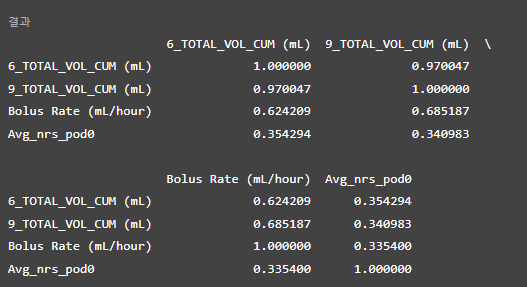 결과
6_TOTAL_VOL_CUM (mL) 9_TOTAL_VOL_CUM (mL) \
6_TOTAL_VOL_CUM (mL) 1.000000 0.970047
9_TOTAL_VOL_CUM (mL) 0.970047 1.000000
Bolus Rate (mL/hour) 0.624209 0.685187
Avg_nrs_pod0 0.354294 0.340983
Bolus Rate (mL/hour) Avg_nrs_pod0
6_TOTAL_VOL_CUM (mL) 0.624209 0.354294
9_TOTAL_VOL_CUM (mL) 0.685187 0.340983
Bolus Rate (mL/hour) 1.000000 0.335400
Avg_nrs_pod0 0.335400 1.000000